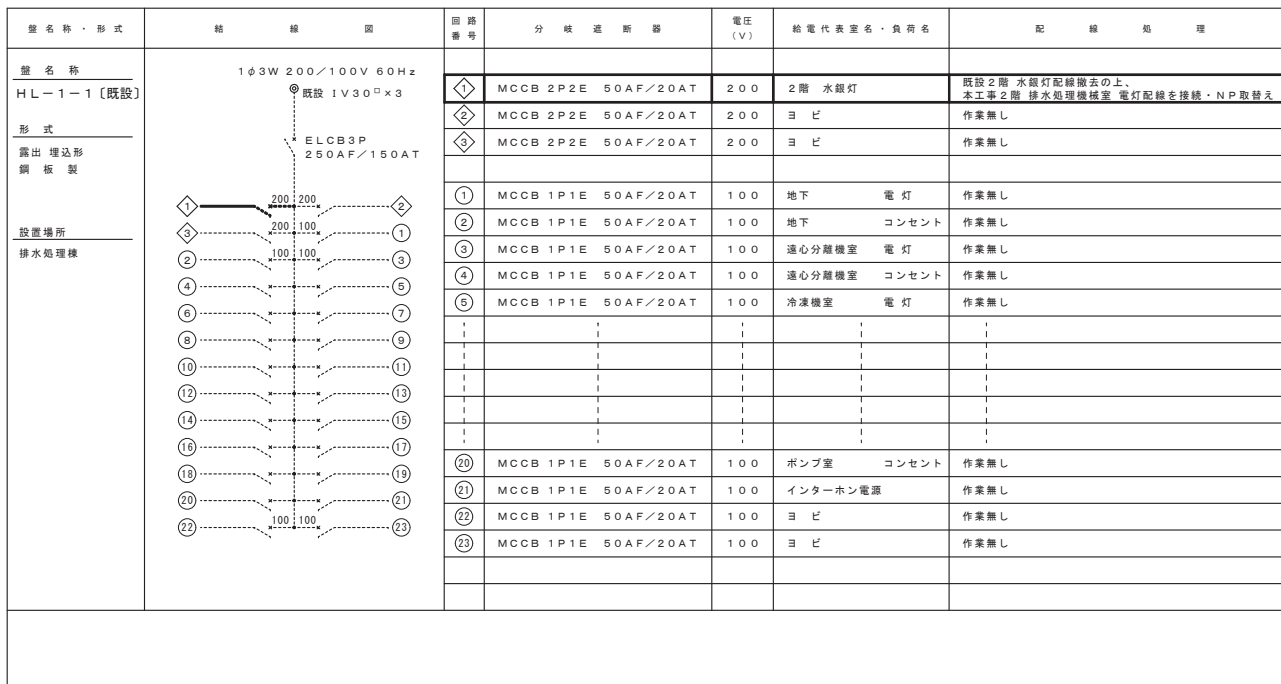 盤名称・形式
結線図
回路番号
分岐遮断器
電圧(V)
給電代表室名・負荷名
配線処理
盤名称
HL-1-1〔既設〕
形式
露出 埋込形
鋼板製
設置場所
排水処理棟
1φ3W 200/100V 60Hz
既設 IV30□×3
ELCB3P
250AF/150AT
1 200 200 2
3 200 100 1
2 100 100 3
4 5
6 7
8 9
10 11
12 13
14 15
16 17
18 19
20 21
22 100 100 23
1 MCCB 2P2E 50AF/20AT 200 2階 水銀灯 既設2階 水銀灯配線撤去の上、
本工事2階 排水処理機械室 電灯配線を接続・NP取替え
2 MCCB 2P2E 50AF/20AT 200 ヨビ 作業無し
3 MCCB 2P2E 50AF/20AT 200 ヨビ 作業無し
1 MCCB 1P1E 50AF/20AT 100 地下 電灯 作業無し
2 MCCB 1P1E 50AF/20AT 100 地下 コンセント 作業無し
3 MCCB 1P1E 50AF/20AT 100 遠心分離機室 電灯 作業無し
4 MCCB 1P1E 50AF/20AT 100 遠心分離機室 コンセント 作業無し
5 MCCB 1P1E 50AF/20AT 100 冷凍機室 電灯 作業無し
20 MCCB 1P1E 50AF/20AT 100 ポンプ室 コンセント 作業無し
21 MCCB 1P1E 50AF/20AT 100 インターホン電源 作業無し
22 MCCB 1P1E 50AF/20AT 100 ヨビ 作業無し
23 MCCB 1P1E 50AF/20AT 100 ヨビ 作業無し